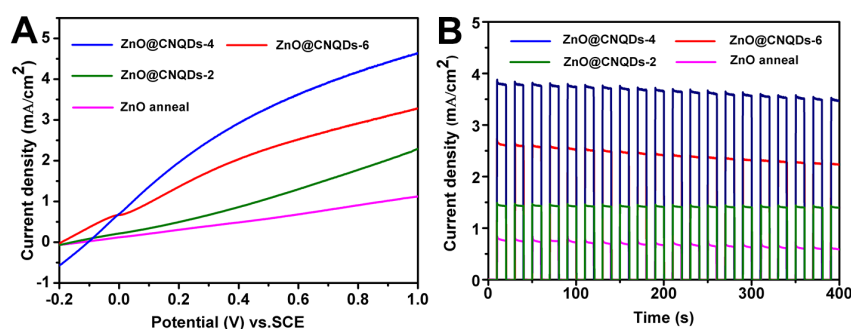 A
ZnO@CNQDs-4
ZnO@CNQDs-6
ZnO@CNQDs-2
ZnO anneal
Current density (mA/cm2)
5
4
3
2
1
0
-1
-0.2
0.0
0.2
0.4
0.6
0.8
1.0
Potential (V) vs.SCE
B
ZnO@CNQDs-4
ZnO@CNQDs-6
ZnO@CNQDs-2
ZnO anneal
Current density (mA/cm2)
5
4
3
2
1
0
0
100
200
300
400
Time (s)